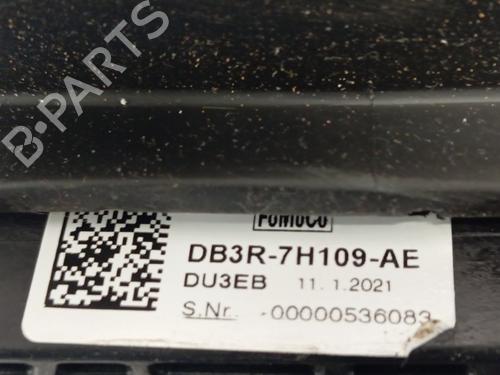 B-PARTS
FoMoCo
DB3R-7H109-AE
DU3EB 11. 1.2021
S.Nr. -00000536083